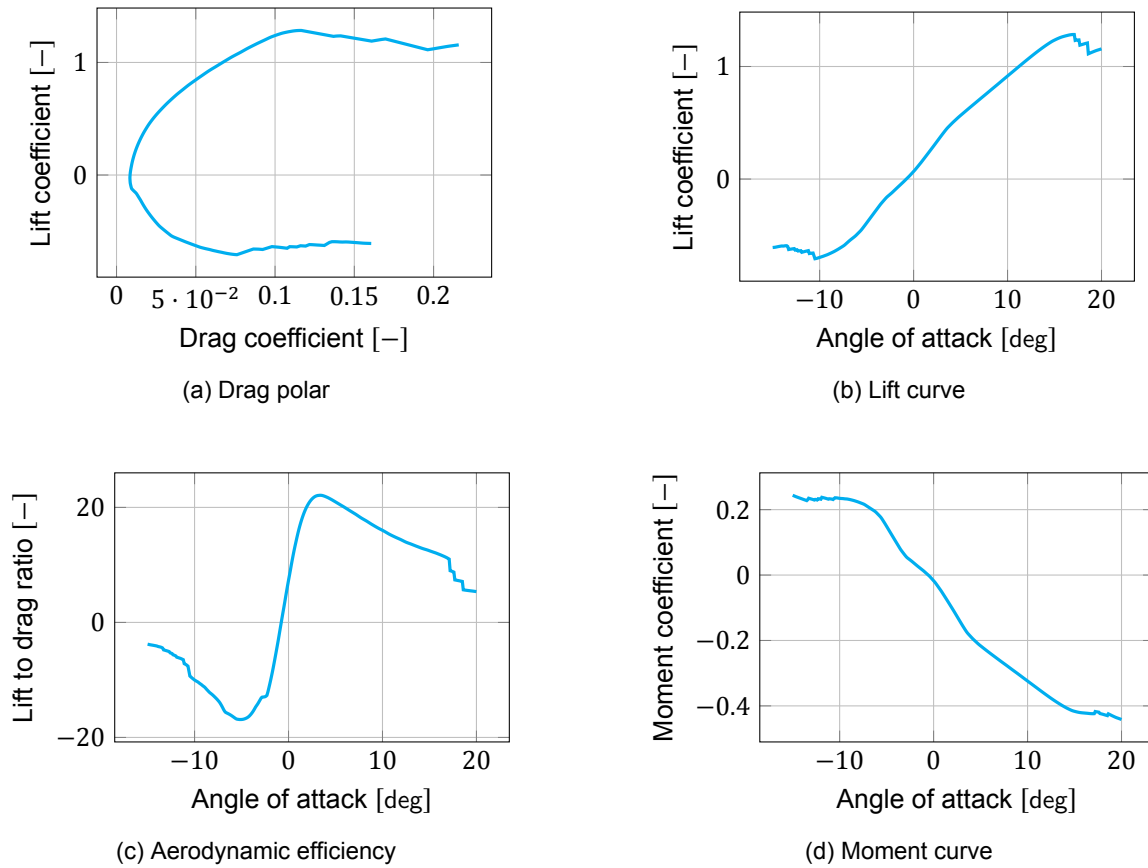 1
0
Lift coefficient [−]
0
5 · 10⁻²
0.1
0.15
0.2
Drag coefficient [−]
(a) Drag polar
1
0
Lift coefficient [−]
−10
0
10
20
Angle of attack [deg]
(b) Lift curve
20
0
−20
Lift to drag ratio [−]
−10
0
10
20
Angle of attack [deg]
(c) Aerodynamic efficiency
0.2
0
−0.2
−0.4
Moment coefficient [−]
−10
0
10
20
Angle of attack [deg]
(d) Moment curve